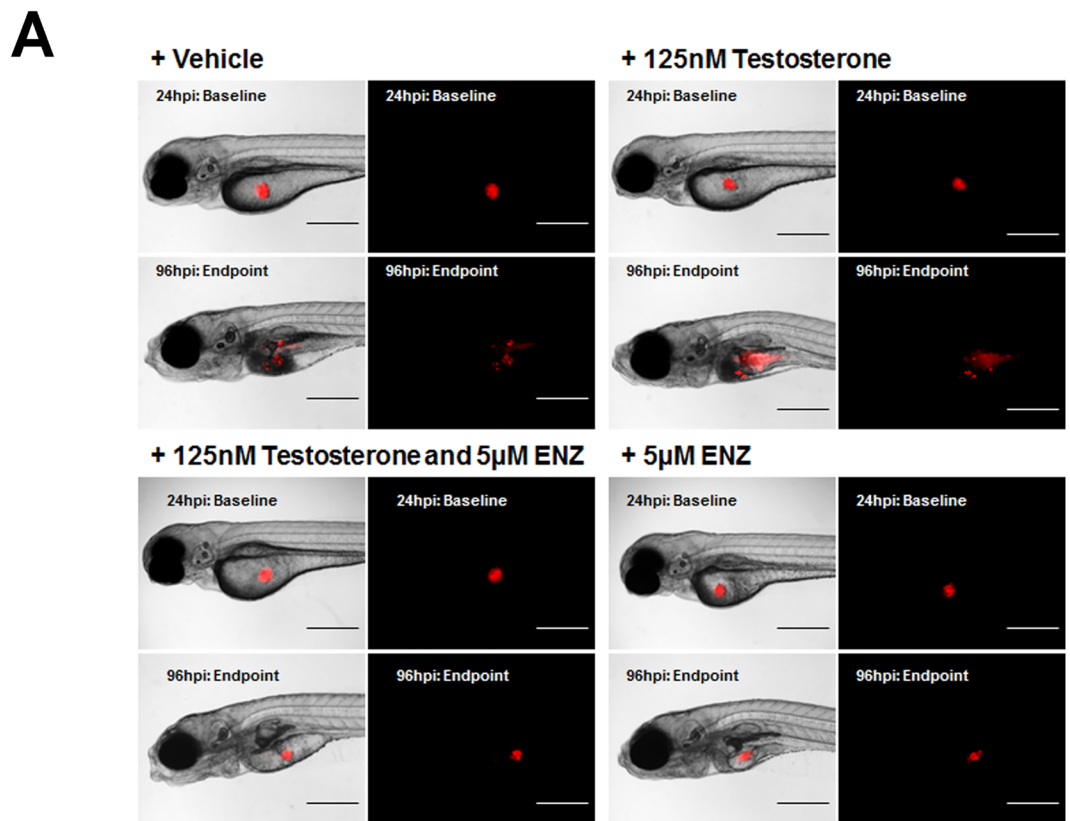 A
+ Vehicle
+ 125nM Testosterone
24hpi: Baseline
24hpi: Baseline
24hpi: Baseline
24hpi: Baseline
96hpi: Endpoint
96hpi: Endpoint
96hpi: Endpoint
96hpi: Endpoint
+ 125nM Testosterone and 5µM ENZ
+ 5µM ENZ
24hpi: Baseline
24hpi: Baseline
24hpi: Baseline
24hpi: Baseline
96hpi: Endpoint
96hpi: Endpoint
96hpi: Endpoint
96hpi: Endpoint